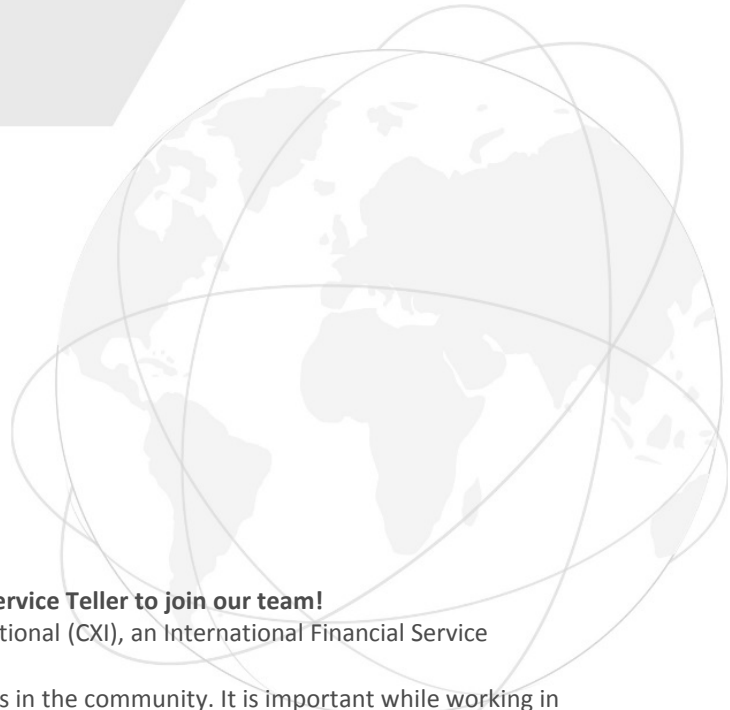 ervice Teller to join our team!
tional (CXI), an International Financial Service
s in the community. It is important while working in